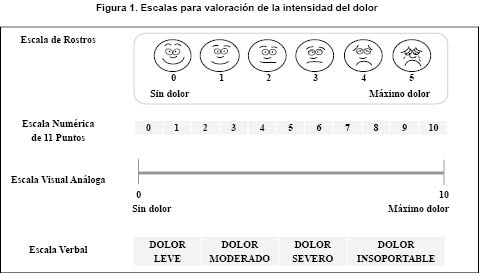 Figura 1. Escalas para valoración de la intensidad del dolor
Escala de Rostros
0 1 2 3 4 5
Sin dolor Máximo dolor
Escala Numérica
de 11 Puntos
0 1 2 3 4 5 6 7 8 9 10
Escala Visual Análoga
0 10
Sin dolor Máximo dolor
Escala Verbal
DOLOR LEVE
DOLOR MODERADO
DOLOR SEVERO
DOLOR INSOPORTABLE